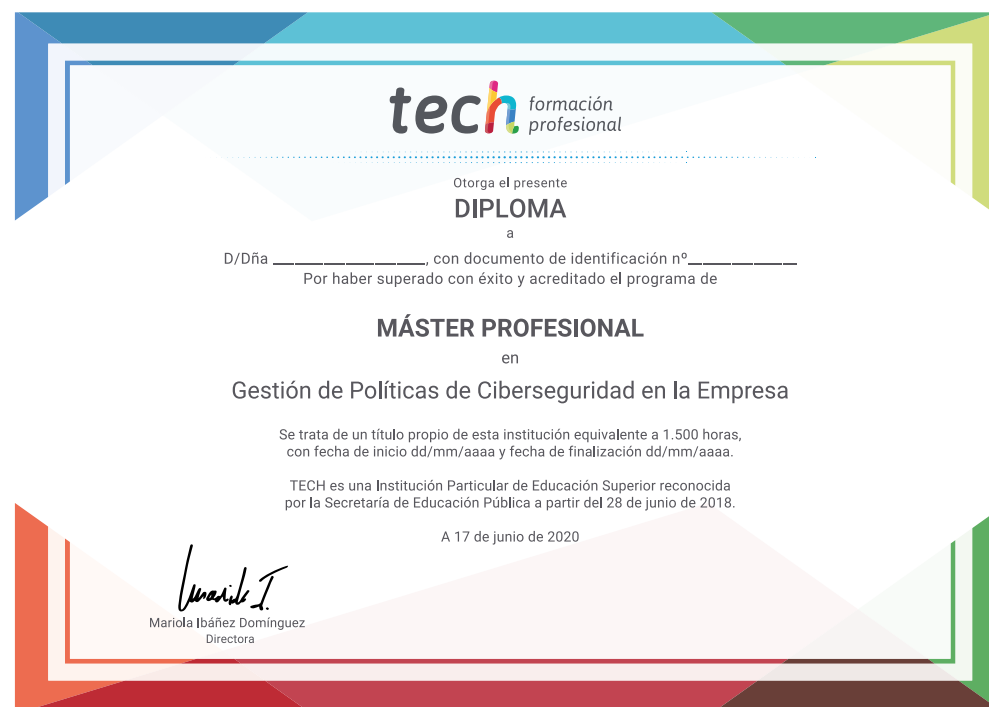 tech formación
profesional
Otorga el presente
DIPLOMA
a
D/Dña ____________________, con documento de identificación nº______________
Por haber superado con éxito y acreditado el programa de
MÁSTER PROFESIONAL
en
Gestión de Políticas de Ciberseguridad en la Empresa
Se trata de un título propio de esta institución equivalente a 1.500 horas,
con fecha de inicio dd/mm/aaaa y fecha de finalización dd/mm/aaaa.
TECH es una Institución Particular de Educación Superior reconocida
por la Secretaría de Educación Pública a partir del 28 de junio de 2018.
A 17 de junio de 2020
Mariola Ibáñez Domínguez
Directora